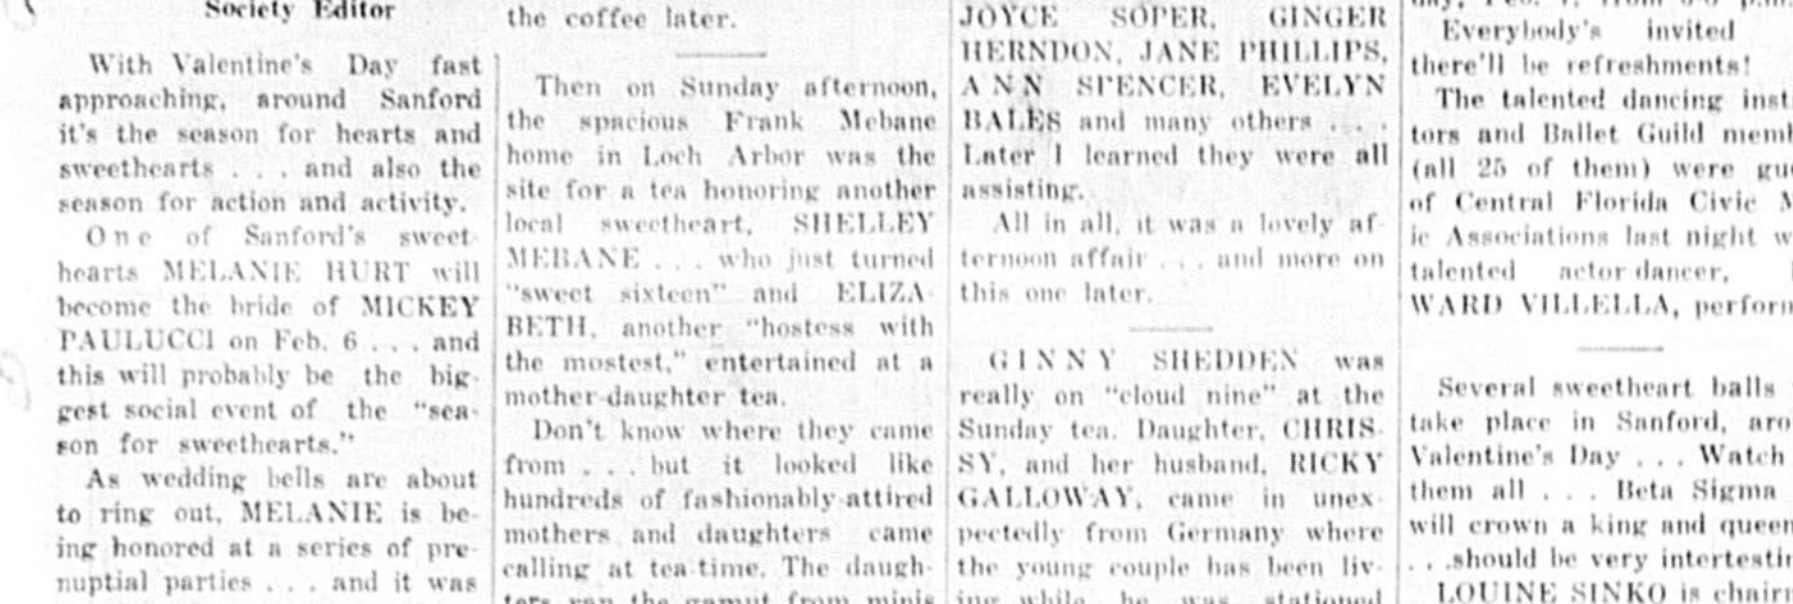 Society Editor
With Valentine's Day fast
approaching, around Sanford
it's the season for hearts and
sweethearts . . . and also the
season for action and activity.
One of Sanford's sweet-
hearts MELANIE HURT will
become the bride of MICKEY
PAULUCCI on Feb. 6 . . . and
this will probably be the big-
gest social event of the "sea-
son for sweethearts."
As wedding bells are about
to ring out, MELANIE is be-
ing honored at a series of pre-
nuptial parties . . . and it was
the coffee later.
Then on Sunday afternoon,
the spacious Frank Mebane
home in Loch Arbor was the
site for a tea honoring another
local sweetheart, SHELLEY
MEBANE . . . who just turned
"sweet sixteen" and ELIZA-
BETH, another "hostess with
the mostest," entertained at a
mother-daughter tea.
Don't know where they came
from . . . but it looked like
hundreds of fashionably-attired
mothers and daughters came
calling at tea-time. The daugh-
ters ran the gamut from minis
JOYCE SOPER, GINGER
HERNDON, JANE PHILLIPS,
ANN SPENCER, EVELYN
BALES and many others . . .
Later I learned they were all
assisting.
All in all, it was a lovely af-
ternoon affair . . . and more on
this one later.
GINNY SHEDDEN was
really on "cloud nine" at the
Sunday tea. Daughter, CHRIS-
SY, and her husband, RICKY
GALLOWAY, came in unex-
pectedly from Germany where
the young couple has been liv-
ing while he was stationed
Everybody's invited
there'll be refreshments!
The talented dancing inst
tors and Ballet Guild meml
(all 25 of them) were gue
of Central Florida Civic M
ic Associations last night w
talented actor-dancer,
WARD VILLELLA, perform
Several sweetheart balls
take place in Sanford, aro
Valentine's Day . . . Watch
them all . . . Beta Sigma
will crown a king and queen
. . .should be very intertestin
LOUINE SINKO is chairm